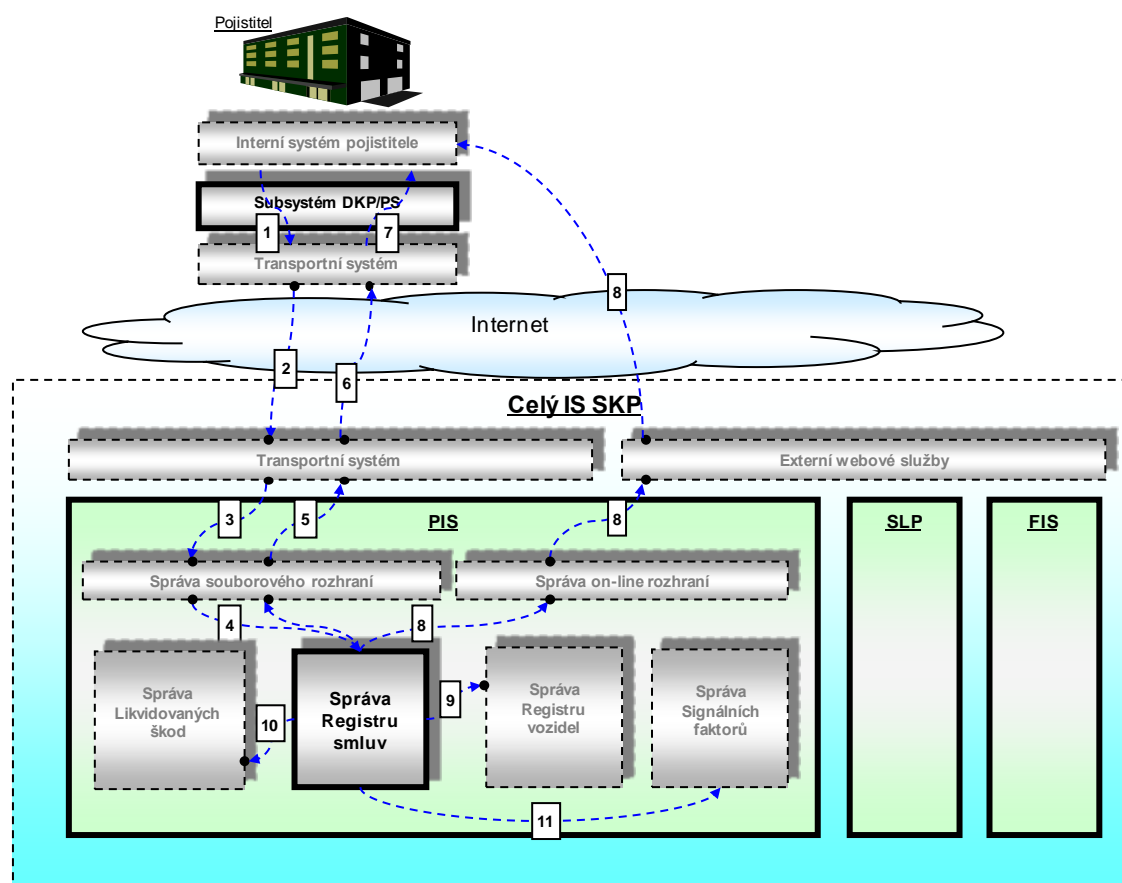 Pojistitel
Interní systém pojistitele
Subsystém DKP/PS
1
7
Transportní systém
8
Internet
2
6
Celý IS SKP
Transportní systém
Externí webové služby
3
5
PIS
8
SLP
FIS
Správa souborového rozhraní
Správa on-line rozhraní
4
8
Správa
Likvidovaných
škod
10
Správa
Registru
smluv
9
Správa
Registru
vozidel
Správa
Signálních
faktorů
11